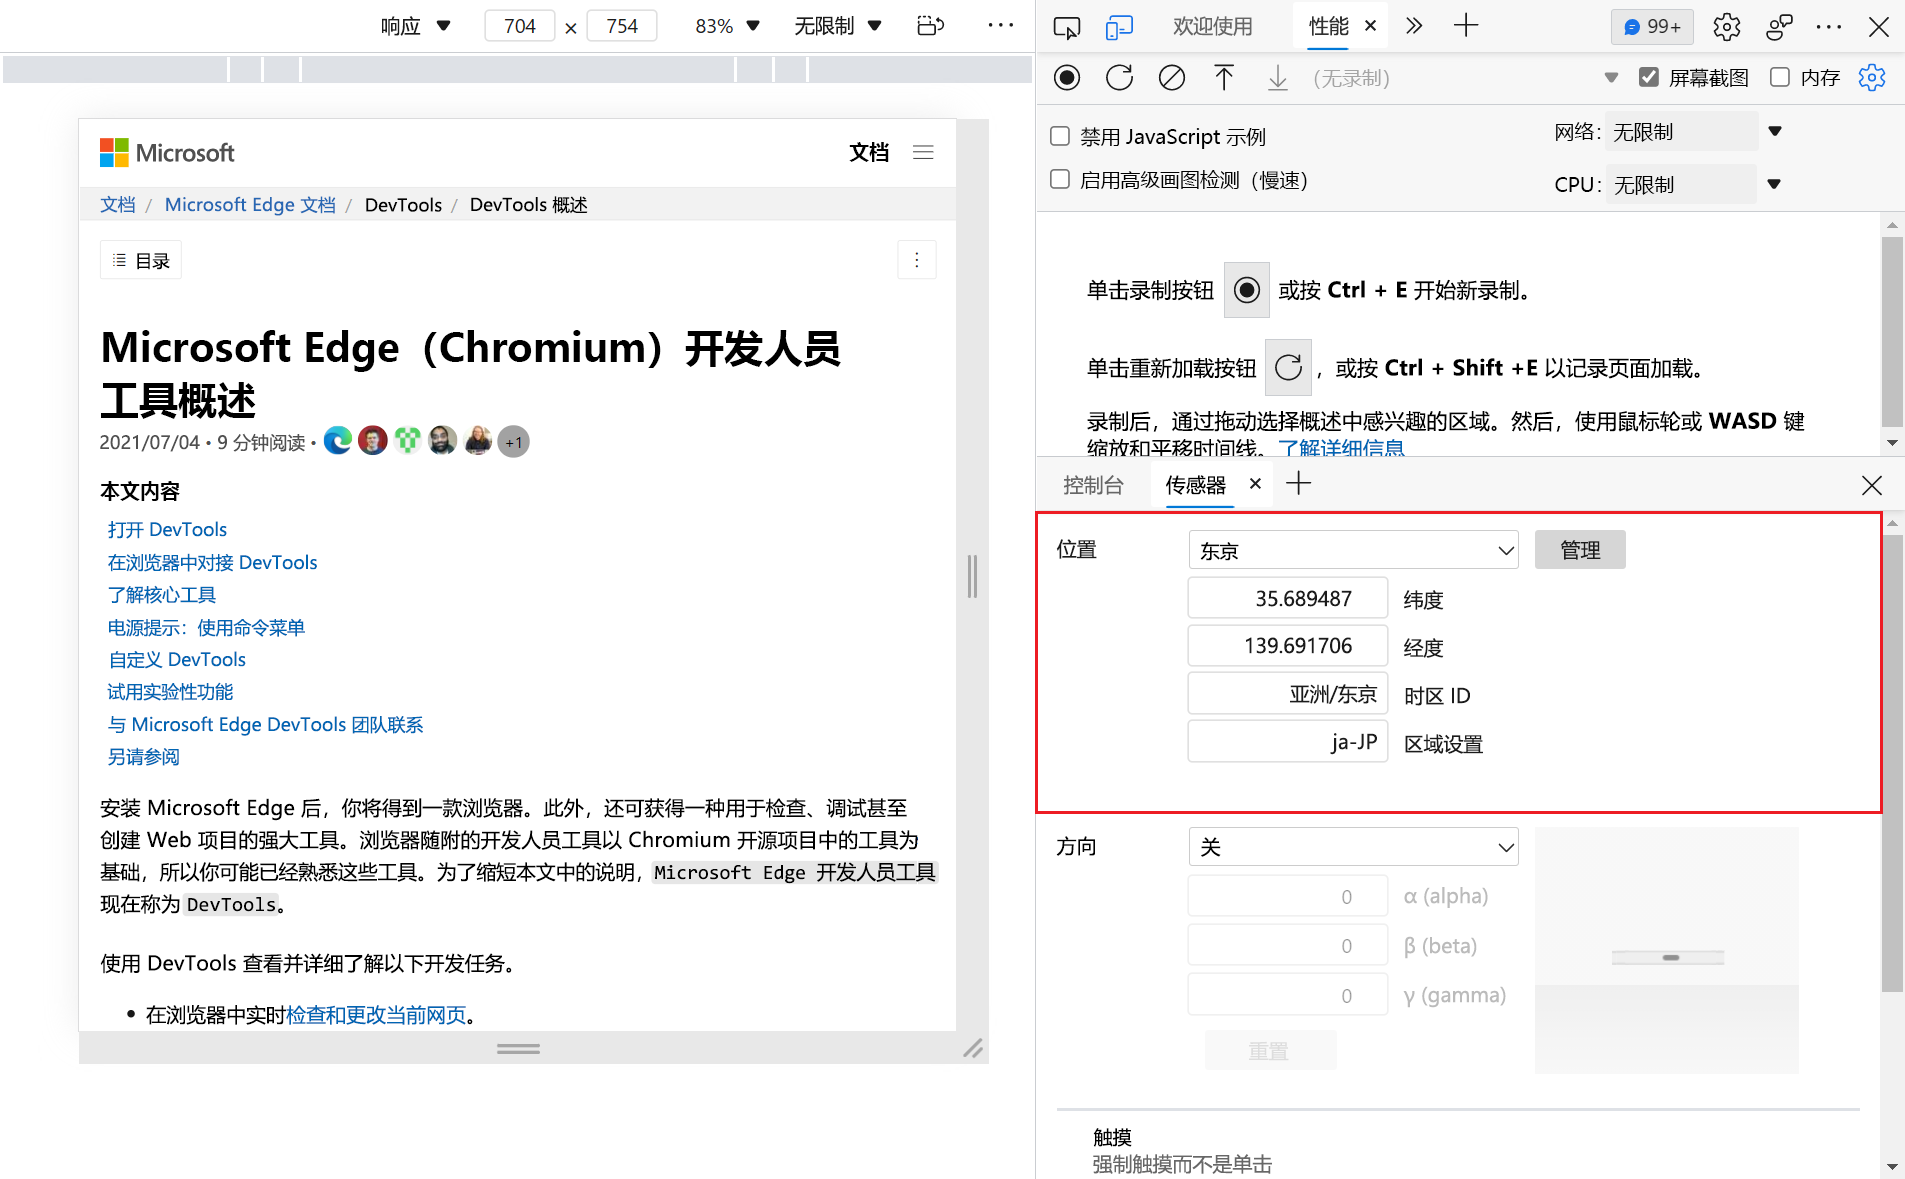 响应 704 × 754 83% 无限制
Microsoft 文档
文档 / Microsoft Edge 文档 / DevTools / DevTools 概述
目录
Microsoft Edge（Chromium）开发人员
工具概述
2021/07/04 • 9 分钟阅读 • +1
本文内容
打开 DevTools
在浏览器中对接 DevTools
了解核心工具
电源提示：使用命令菜单
自定义 DevTools
试用实验性功能
与 Microsoft Edge DevTools 团队联系
另请参阅
安装 Microsoft Edge 后，你将得到一款浏览器。此外，还可获得一种用于检查、调试甚至
创建 Web 项目的强大工具。浏览器随附的开发人员工具以 Chromium 开源项目中的工具为
基础，所以你可能已经熟悉这些工具。为了缩短本文中的说明，Microsoft Edge 开发人员工具
现在称为 DevTools。
使用 DevTools 查看并详细了解以下开发任务。
• 在浏览器中实时检查和更改当前网页。
欢迎使用 性能 99+
(无录制) 屏幕截图 内存
禁用 JavaScript 示例 网络: 无限制
启用高级画图检测（慢速） CPU: 无限制
单击录制按钮 或按 Ctrl + E 开始新录制。
单击重新加载按钮 ，或按 Ctrl + Shift +E 以记录页面加载。
录制后，通过拖动选择概述中感兴趣的区域。然后，使用鼠标轮或 WASD 键
缩放和平移时间线。了解详细信息
控制台 传感器
位置 东京 管理
35.689487 纬度
139.691706 经度
亚洲/东京 时区 ID
ja-JP 区域设置
方向 关
0 α (alpha)
0 β (beta)
0 γ (gamma)
重置
触摸
强制触摸而不是单击